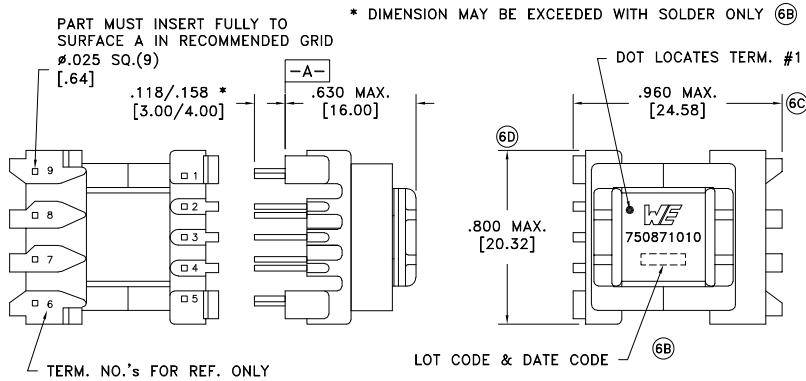 * DIMENSION MAY BE EXCEEDED WITH SOLDER ONLY 6B
PART MUST INSERT FULLY TO
SURFACE A IN RECOMMENDED GRID
ø.025 SQ.(9)
[.64]
-A-
.118/.158 *
[3.00/4.00]
.630 MAX.
[16.00]
DOT LOCATES TERM. #1
.960 MAX.
[24.58]
6C
6D
.800 MAX.
[20.32]
9
8
7
6
1
2
3
4
5
WE
750871010
LOT CODE & DATE CODE
6B
TERM. NO.'s FOR REF. ONLY